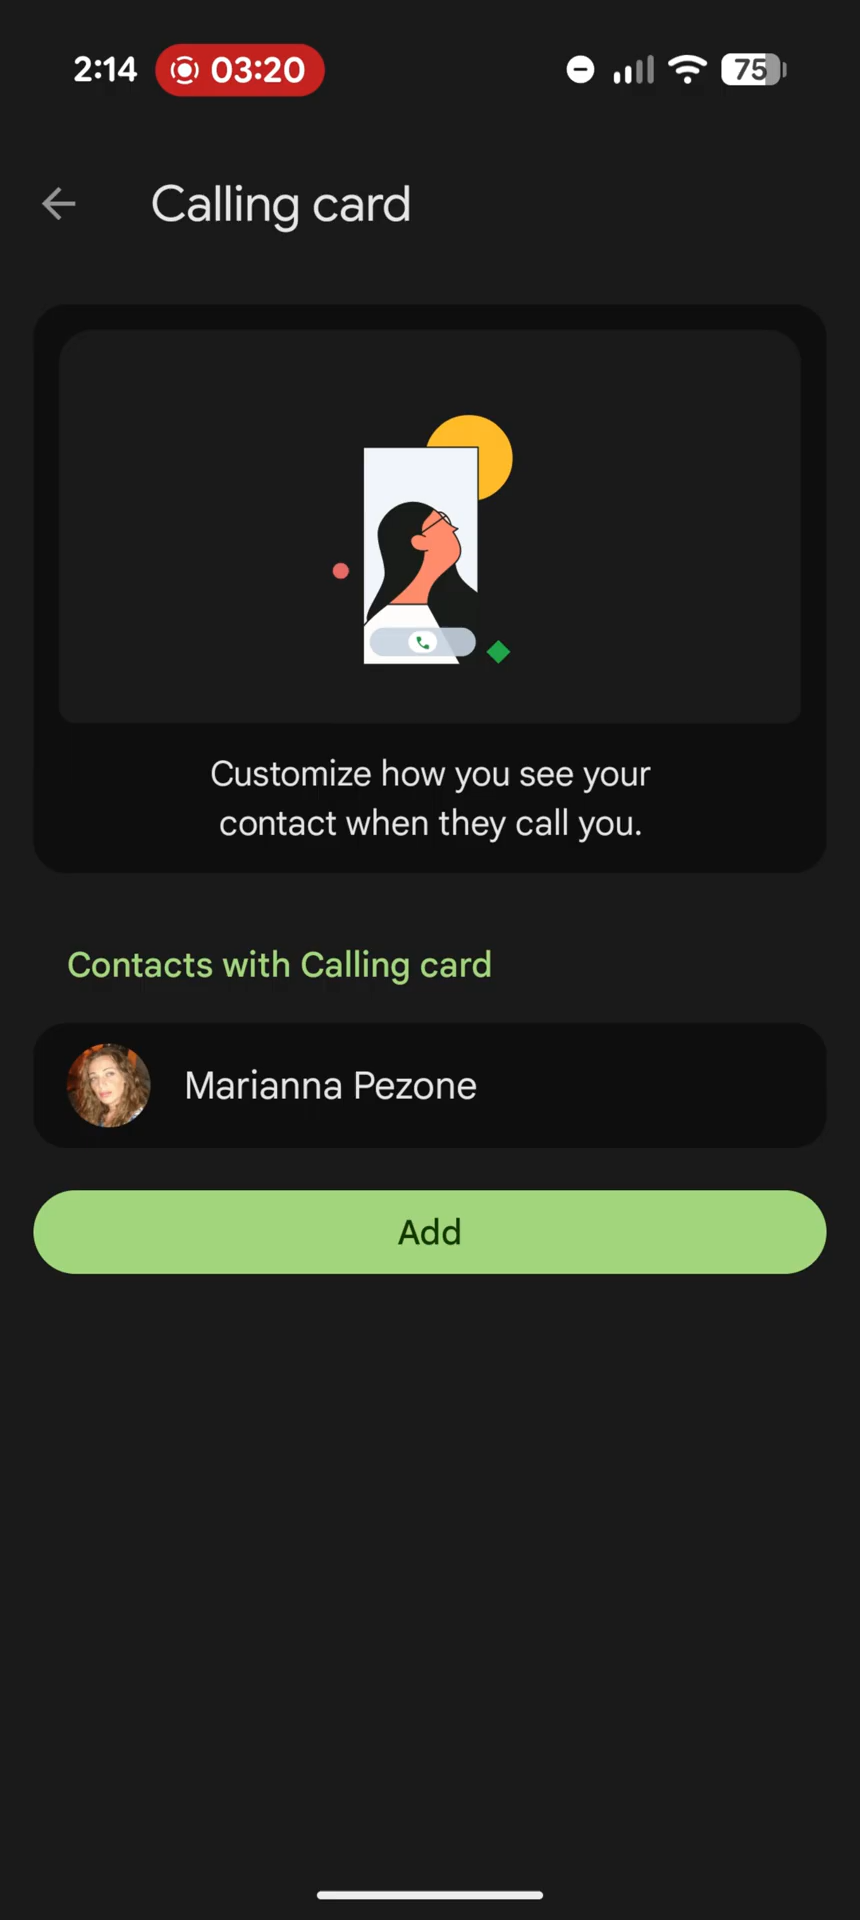 2:14 03:20 75
Calling card
Customize how you see your
contact when they call you.
Contacts with Calling card
Marianna Pezone
Add